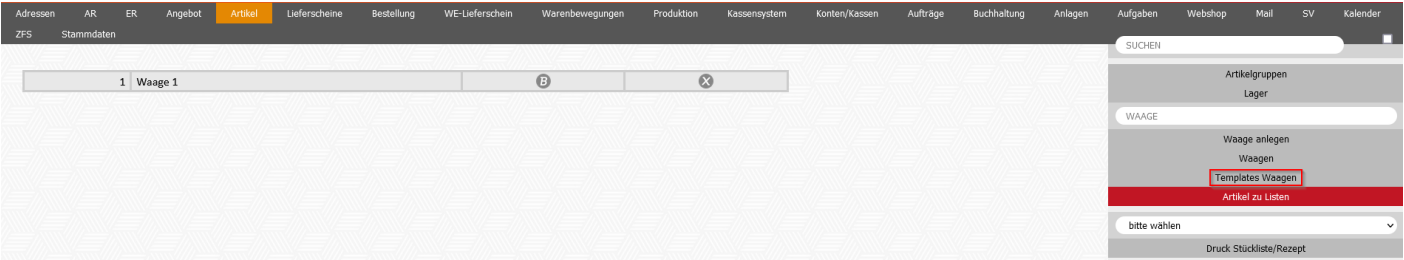 Adressen AR ER Angebot Artikel Lieferscheine Bestellung WE-Lieferschein Warenbewegungen Produktion Kassensystem Konten/Kassen Aufträge Buchhaltung Anlagen Aufgaben Webshop Mail SV Kalender
ZFS Stammdaten
SUCHEN
1 Waage 1 B X
Artikelgruppen
Lager
WAAGE
Waage anlegen
Waagen
Templates Waagen
Artikel zu Listen
bitte wählen
Druck Stückliste/Rezept